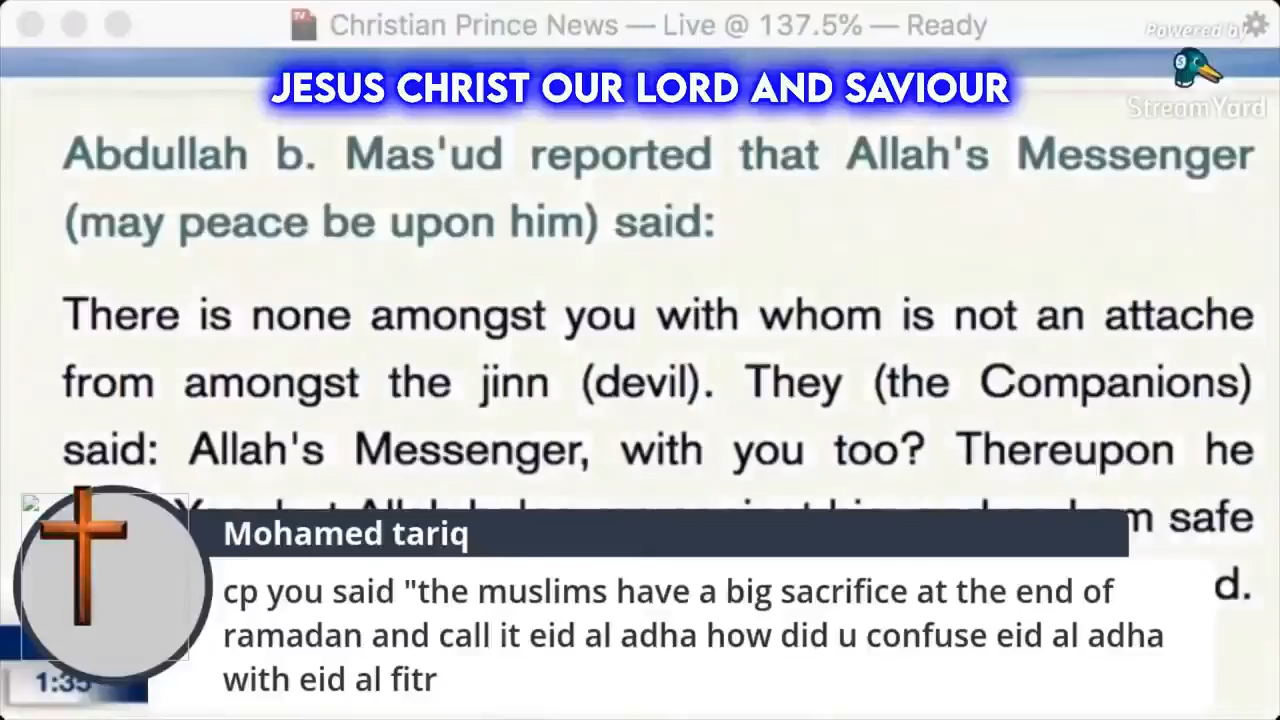 Christian Prince News — Live @ 137.5% — Ready
Powered by
StreamYard
JESUS CHRIST OUR LORD AND SAVIOUR
Abdullah b. Mas'ud reported that Allah's Messenger
(may peace be upon him) said:
There is none amongst you with whom is not an attache
from amongst the jinn (devil). They (the Companions)
said: Allah's Messenger, with you too? Thereupon he
safe
d.
Mohamed tariq
cp you said "the muslims have a big sacrifice at the end of
ramadan and call it eid al adha how did u confuse eid al adha
with eid al fitr